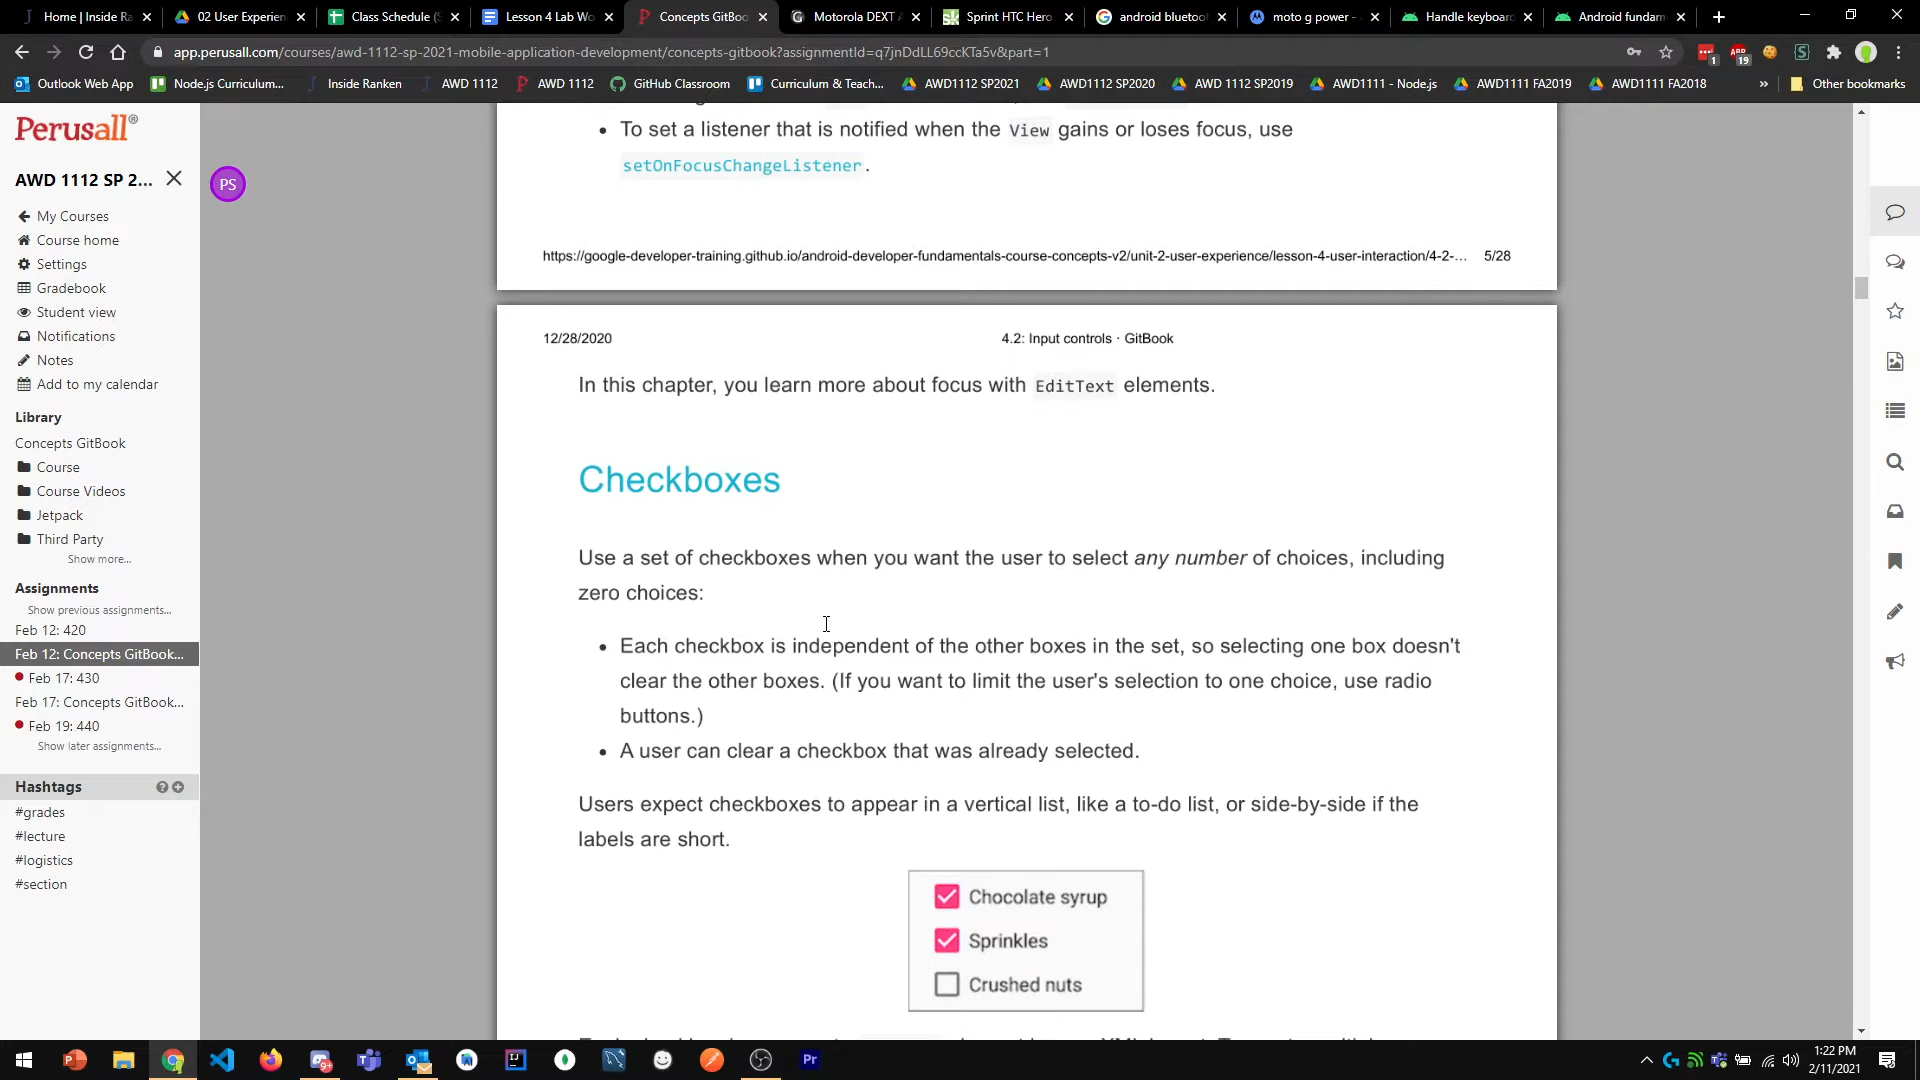 Home | Inside Ra
02 User Experien
Class Schedule (S
Lesson 4 Lab Wo
Concepts GitBoo
Motorola DEXT A
Sprint HTC Hero
android bluetoo
moto g power -
Handle keyboard
Android fundam
app.perusall.com/courses/awd-1112-sp-2021-mobile-application-development/concepts-gitbook?assignmentId=q7jnDdLL69ccKTa5v&part=1
1
ABP
19
Outlook Web App
Node.js Curriculum...
Inside Ranken
AWD 1112
AWD 1112
GitHub Classroom
Curriculum & Teach...
AWD1112 SP2021
AWD1112 SP2020
AWD 1112 SP2019
AWD1111 - Node.js
AWD1111 FA2019
AWD1111 FA2018
»
Other bookmarks
Perusall®
AWD 1112 SP 2...
PS
My Courses
Course home
Settings
Gradebook
Student view
Notifications
Notes
Add to my calendar
Library
Concepts GitBook
Course
Course Videos
Jetpack
Third Party
Show more...
Assignments
Show previous assignments...
Feb 12: 420
Feb 12: Concepts GitBook...
Feb 17: 430
Feb 17: Concepts GitBook...
Feb 19: 440
Show later assignments...
Hashtags
#grades
#lecture
#logistics
#section
• To set a listener that is notified when the View gains or loses focus, use
setOnFocusChangeListener.
https://google-developer-training.github.io/android-developer-fundamentals-course-concepts-v2/unit-2-user-experience/lesson-4-user-interaction/4-2-... 5/28
12/28/2020 4.2: Input controls · GitBook
In this chapter, you learn more about focus with EditText elements.
Checkboxes
Use a set of checkboxes when you want the user to select any number of choices, including
zero choices:
• Each checkbox is independent of the other boxes in the set, so selecting one box doesn't
clear the other boxes. (If you want to limit the user's selection to one choice, use radio
buttons.)
• A user can clear a checkbox that was already selected.
Users expect checkboxes to appear in a vertical list, like a to-do list, or side-by-side if the
labels are short.
Chocolate syrup
Sprinkles
Crushed nuts
1:22 PM
2/11/2021